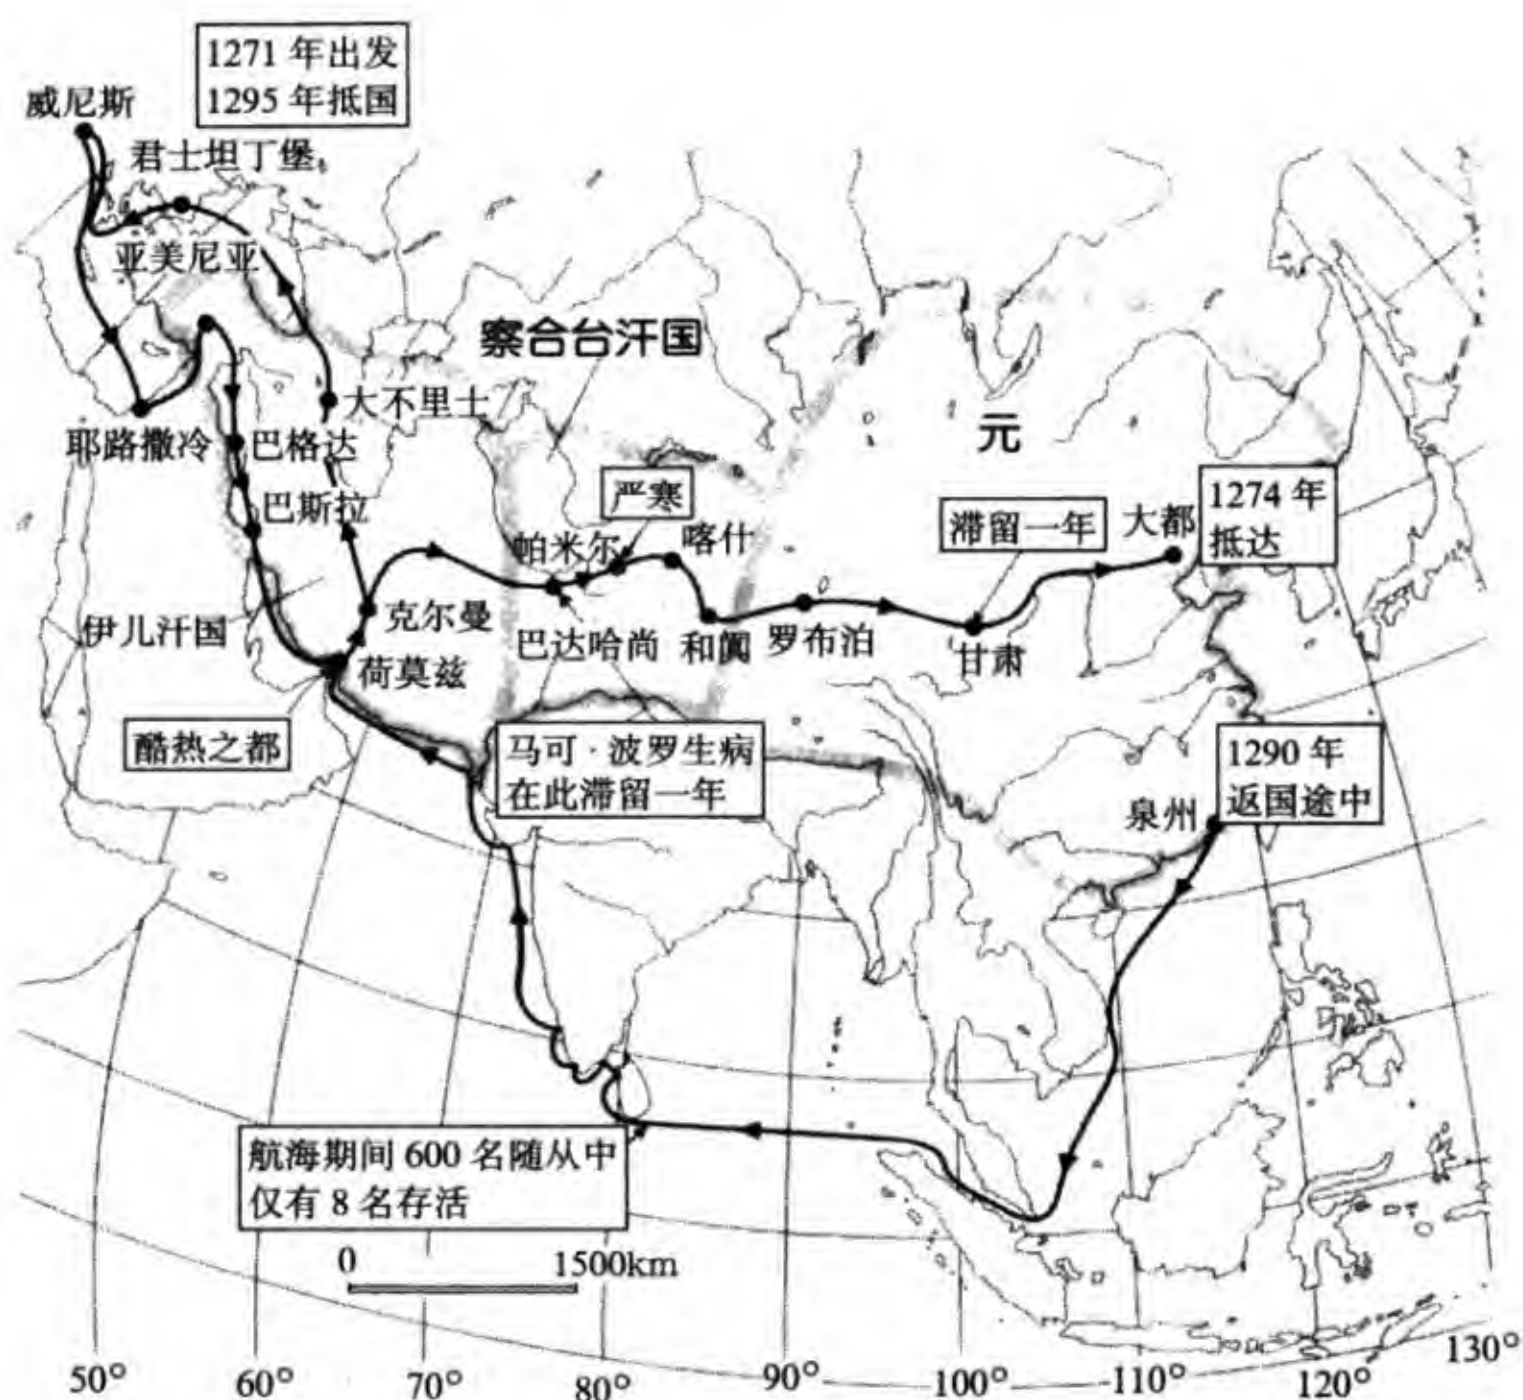 1271 年出发
1295 年抵国
威尼斯
君士坦丁堡
亚美尼亚
察合台汗国
大不里士
元
耶路撒冷
巴格达
严寒
1274 年
抵达
巴斯拉
滞留一年
大都
帕米尔
喀什
伊儿汗国
克尔曼
巴达哈尚
和阗
罗布泊
甘肃
荷莫兹
酷热之都
马可·波罗生病
在此滞留一年
1290 年
返国途中
泉州
航海期间 600 名随从中
仅有 8 名存活
0 1500km
50° 60° 70° 80° 90° 100° 110° 120° 130°